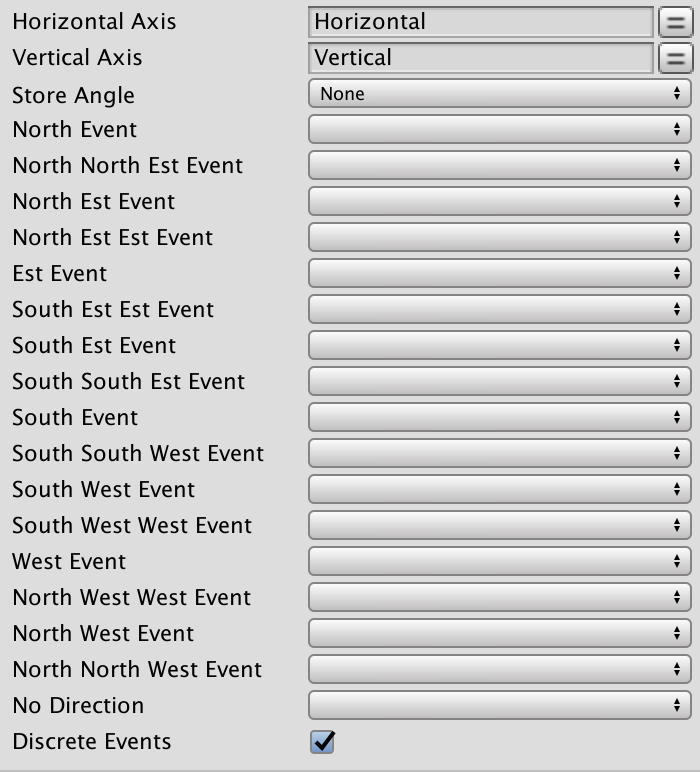 Horizontal Axis Horizontal
Vertical Axis Vertical
Store Angle None
North Event
North North Est Event
North Est Event
North Est Est Event
Est Event
South Est Est Event
South Est Event
South South Est Event
South Event
South South West Event
South West Event
South West West Event
West Event
North West West Event
North West Event
North North West Event
No Direction
Discrete Events